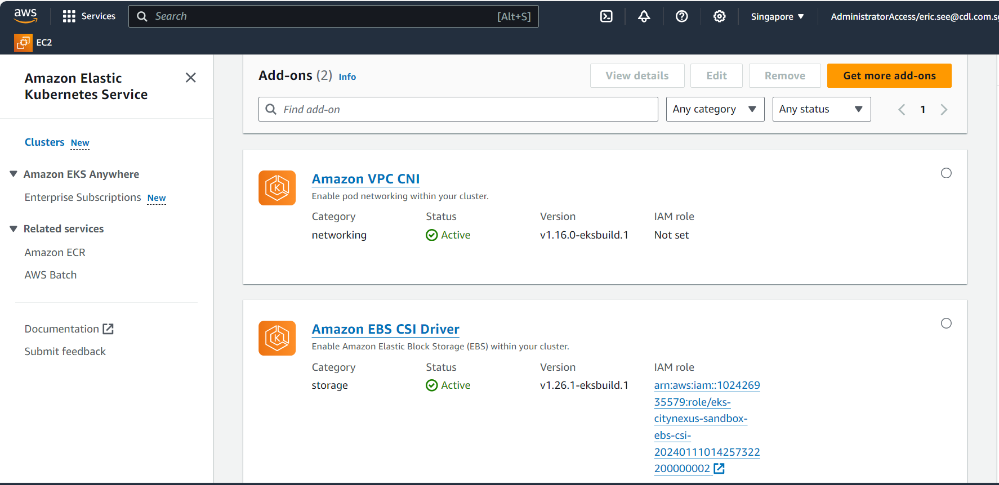 aws
Services
Search
[Alt+S]
Singapore
AdministratorAccess/eric.see@cdl.com.s
EC2
Amazon Elastic
Kubernetes Service
Clusters New
Amazon EKS Anywhere
Enterprise Subscriptions New
Related services
Amazon ECR
AWS Batch
Documentation
Submit feedback
Add-ons (2) Info
View details
Edit
Remove
Get more add-ons
Find add-on
Any category
Any status
1
Amazon VPC CNI
Enable pod networking within your cluster.
Category Status Version IAM role
networking Active v1.16.0-eksbuild.1 Not set
Amazon EBS CSI Driver
Enable Amazon Elastic Block Storage (EBS) within your cluster.
Category Status Version IAM role
storage Active v1.26.1-eksbuild.1 arn:aws:iam::1024269
35579:role/eks-
citynexus-sandbox-
ebs-csi-
20240111014257322
200000002